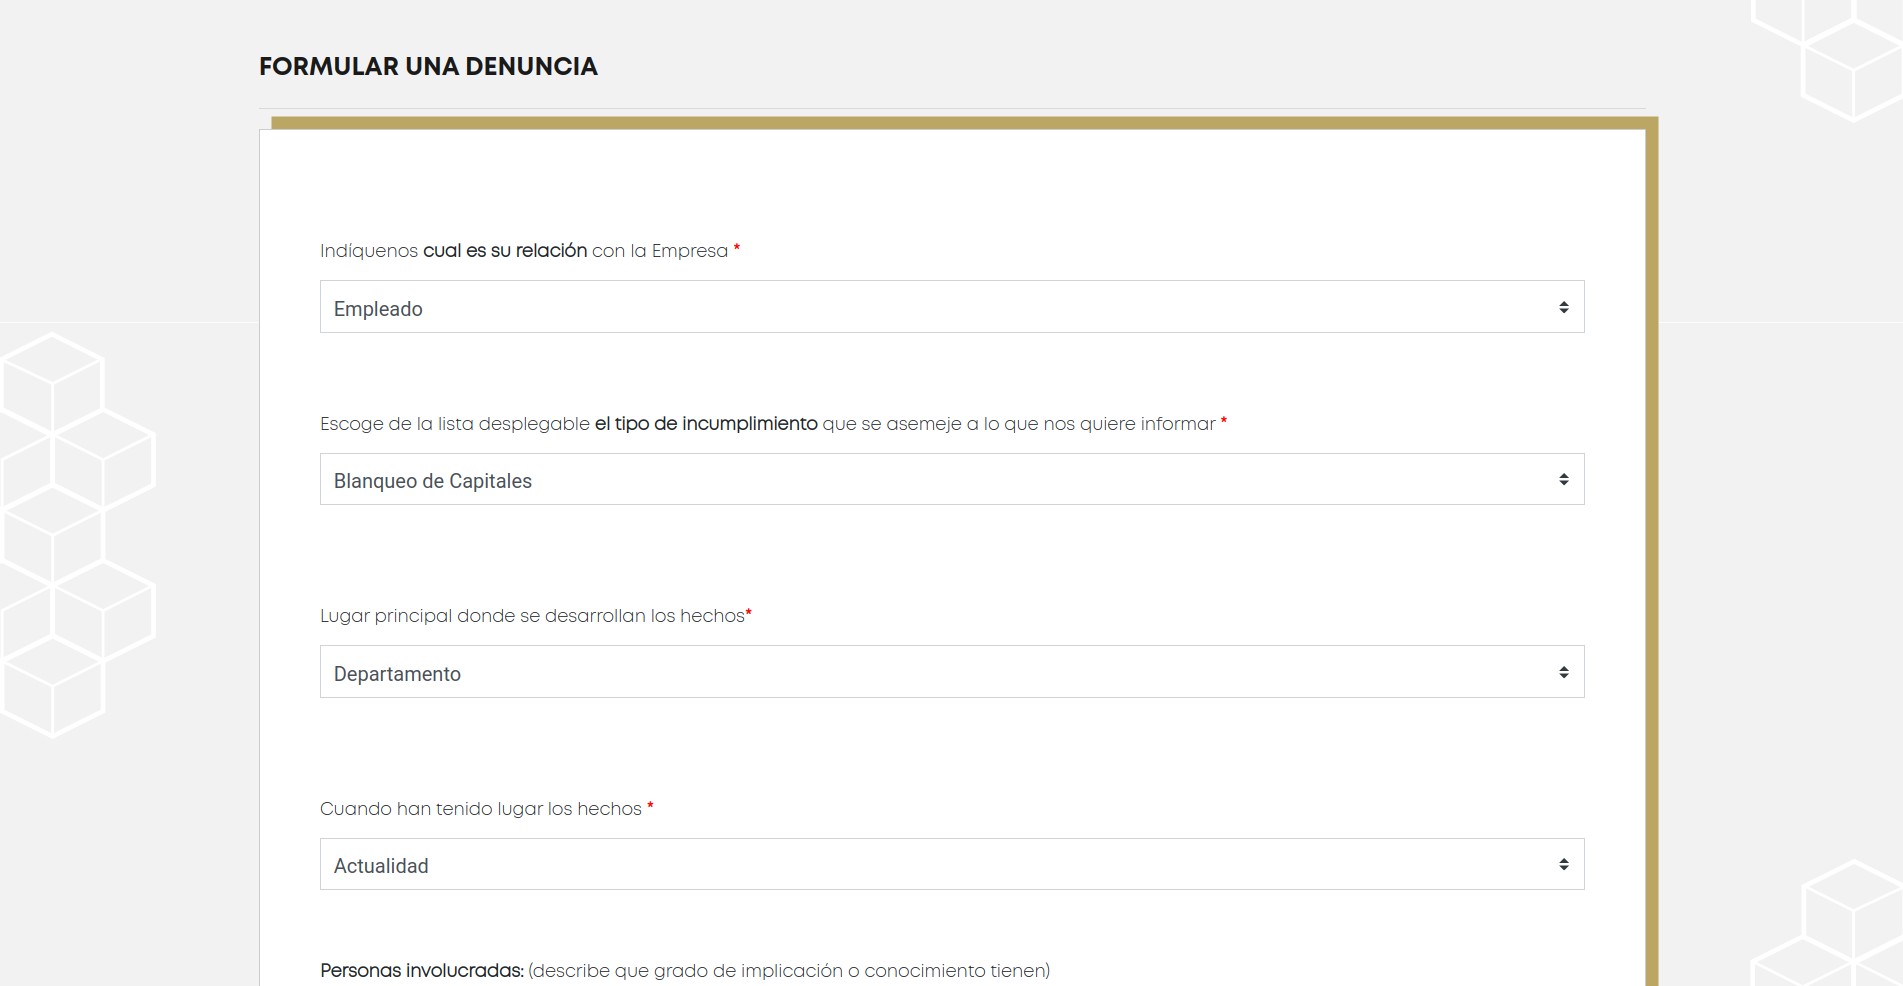 FORMULAR UNA DENUNCIA
Indíquenos cual es su relación con la Empresa *
Empleado
Escoge de la lista desplegable el tipo de incumplimiento que se asemeje a lo que nos quiere informar *
Blanqueo de Capitales
Lugar principal donde se desarrollan los hechos*
Departamento
Cuando han tenido lugar los hechos *
Actualidad
Personas involucradas: (describe que grado de implicación o conocimiento tienen)